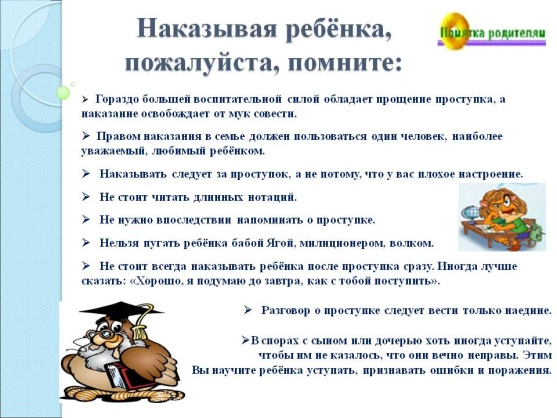 Наказывая ребёнка,
пожалуйста, помните:
Памятка родителям
➢ Гораздо большей воспитательной силой обладает прощение проступка, а
наказание освобождает от мук совести.
➢ Правом наказания в семье должен пользоваться один человек, наиболее
уважаемый, любимый ребёнком.
➢ Наказывать следует за проступок, а не потому, что у вас плохое настроение.
➢ Не стоит читать длинных нотаций.
➢ Не нужно впоследствии напоминать о проступке.
➢ Нельзя пугать ребёнка бабой Ягой, милиционером, волком.
➢ Не стоит всегда наказывать ребёнка после проступка сразу. Иногда лучше
сказать: «Хорошо, я подумаю до завтра, как с тобой поступить».
➢ Разговор о проступке следует вести только наедине.
➢В спорах с сыном или дочерью хоть иногда уступайте,
чтобы им не казалось, что они вечно неправы. Этим
Вы научите ребёнка уступать, признавать ошибки и поражения.